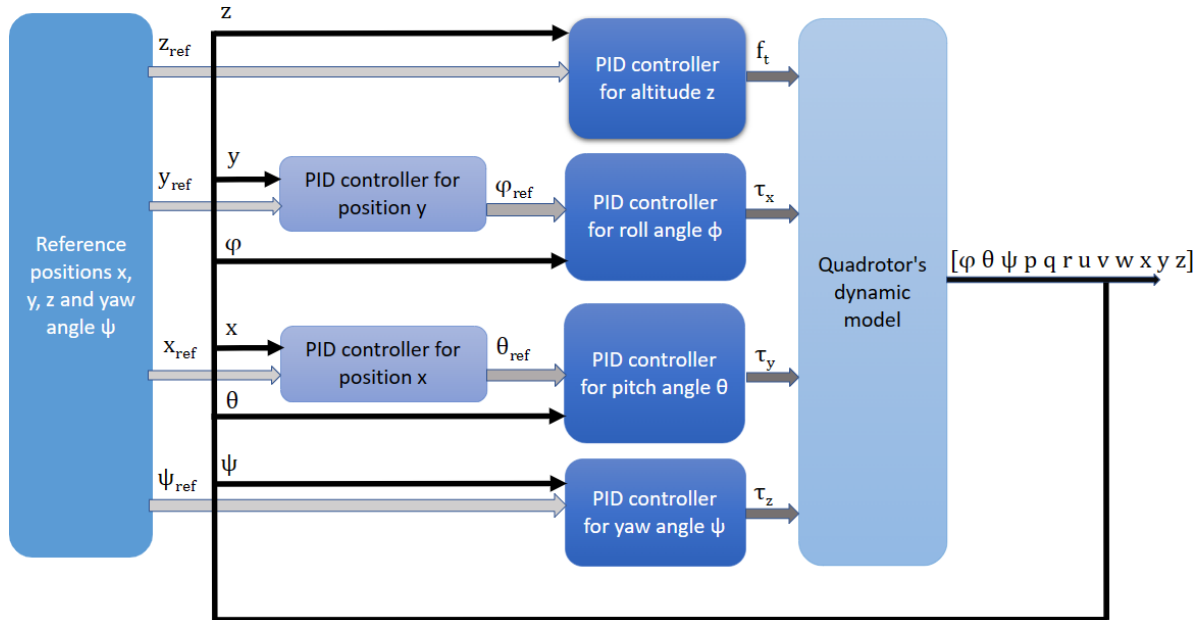 z
z_ref
PID controller
for altitude z
f_t
y
y_ref
PID controller for
position y
φ_ref
PID controller
for roll angle ϕ
τ_x
φ
Reference
positions x,
y, z and yaw
angle ψ
Quadrotor's
dynamic
model
[φ θ ψ p q r u v w x y z]
x
x_ref
PID controller for
position x
θ_ref
PID controller
for pitch angle θ
τ_y
θ
ψ
ψ_ref
PID controller
for yaw angle ψ
τ_z